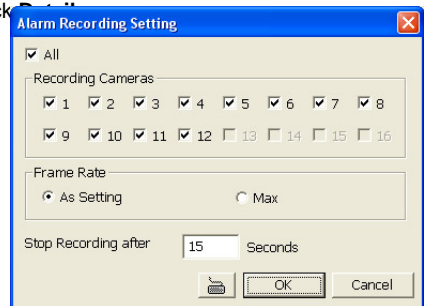 Alarm Recording Setting
All
Recording Cameras
1 2 3 4 5 6 7 8
9 10 11 12 13 14 15 16
Frame Rate
As Setting Max
Stop Recording after 15 Seconds
OK Cancel